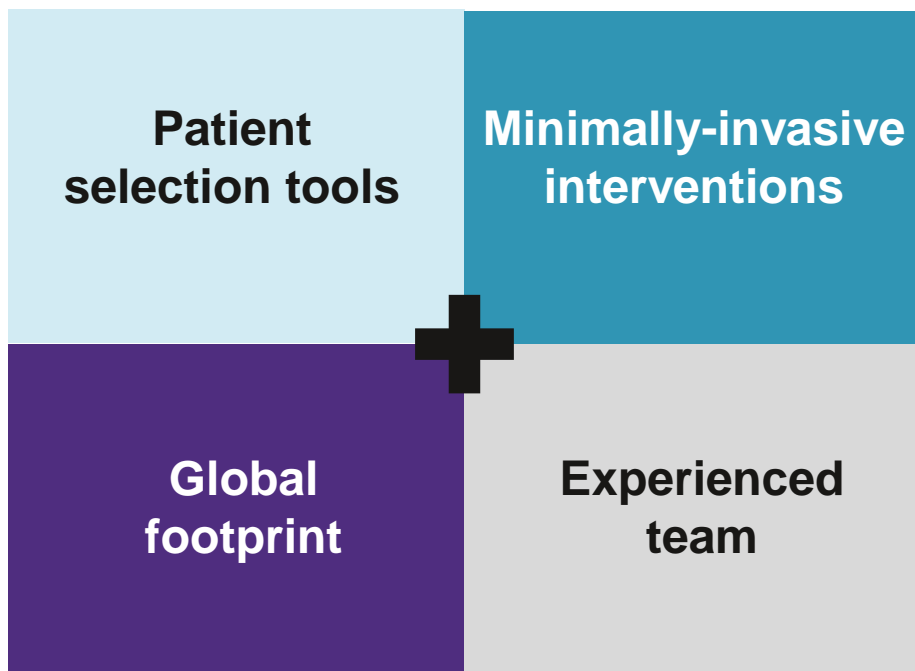 Patient
selection tools
Minimally-invasive
interventions
Global
footprint
Experienced
team